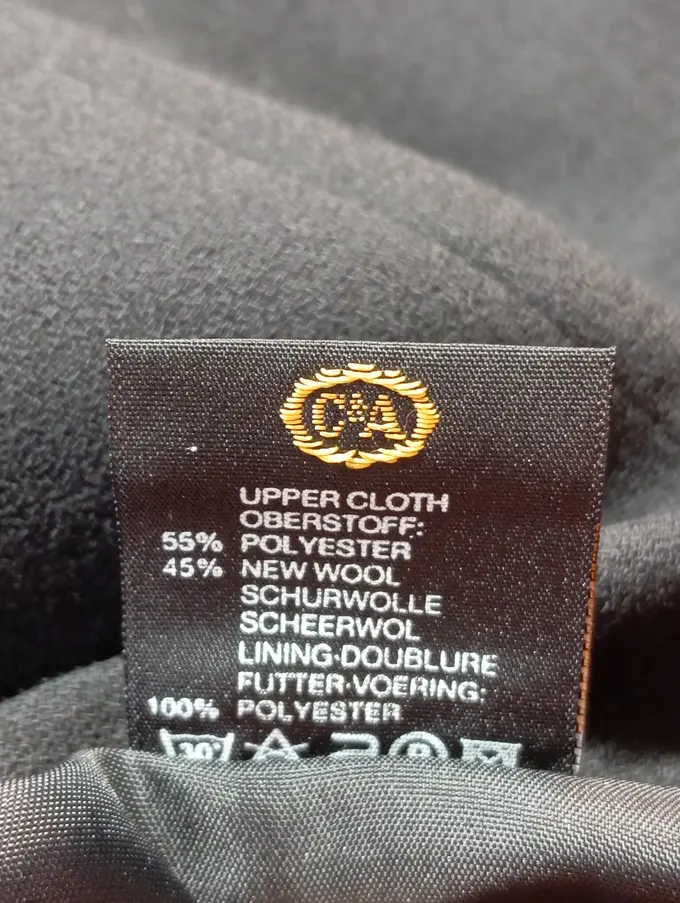 C&A
UPPER CLOTH
OBERSTOFF:
55% POLYESTER
45% NEW WOOL
SCHURWOLLE
SCHEERWOL
LINING·DOUBLURE
FUTTER·VOERING:
100% POLYESTER
30°
P